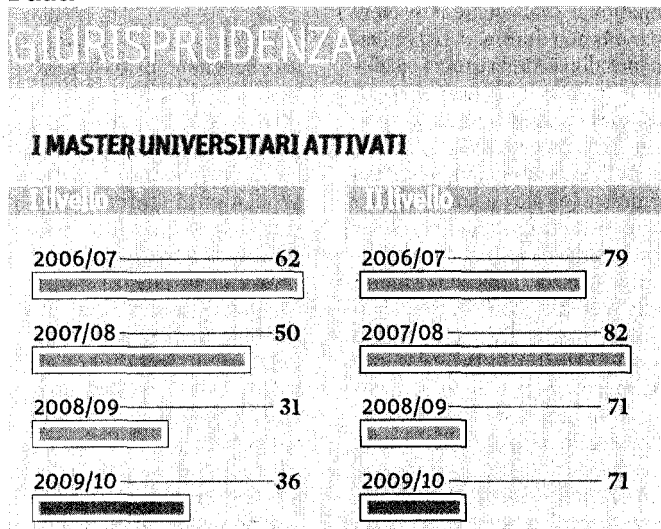 GIURISPRUDENZA
I MASTER UNIVERSITARI ATTIVATI
I livello
2006/07 62
2007/08 50
2008/09 31
2009/10 36
II livello
2006/07 79
2007/08 82
2008/09 71
2009/10 71